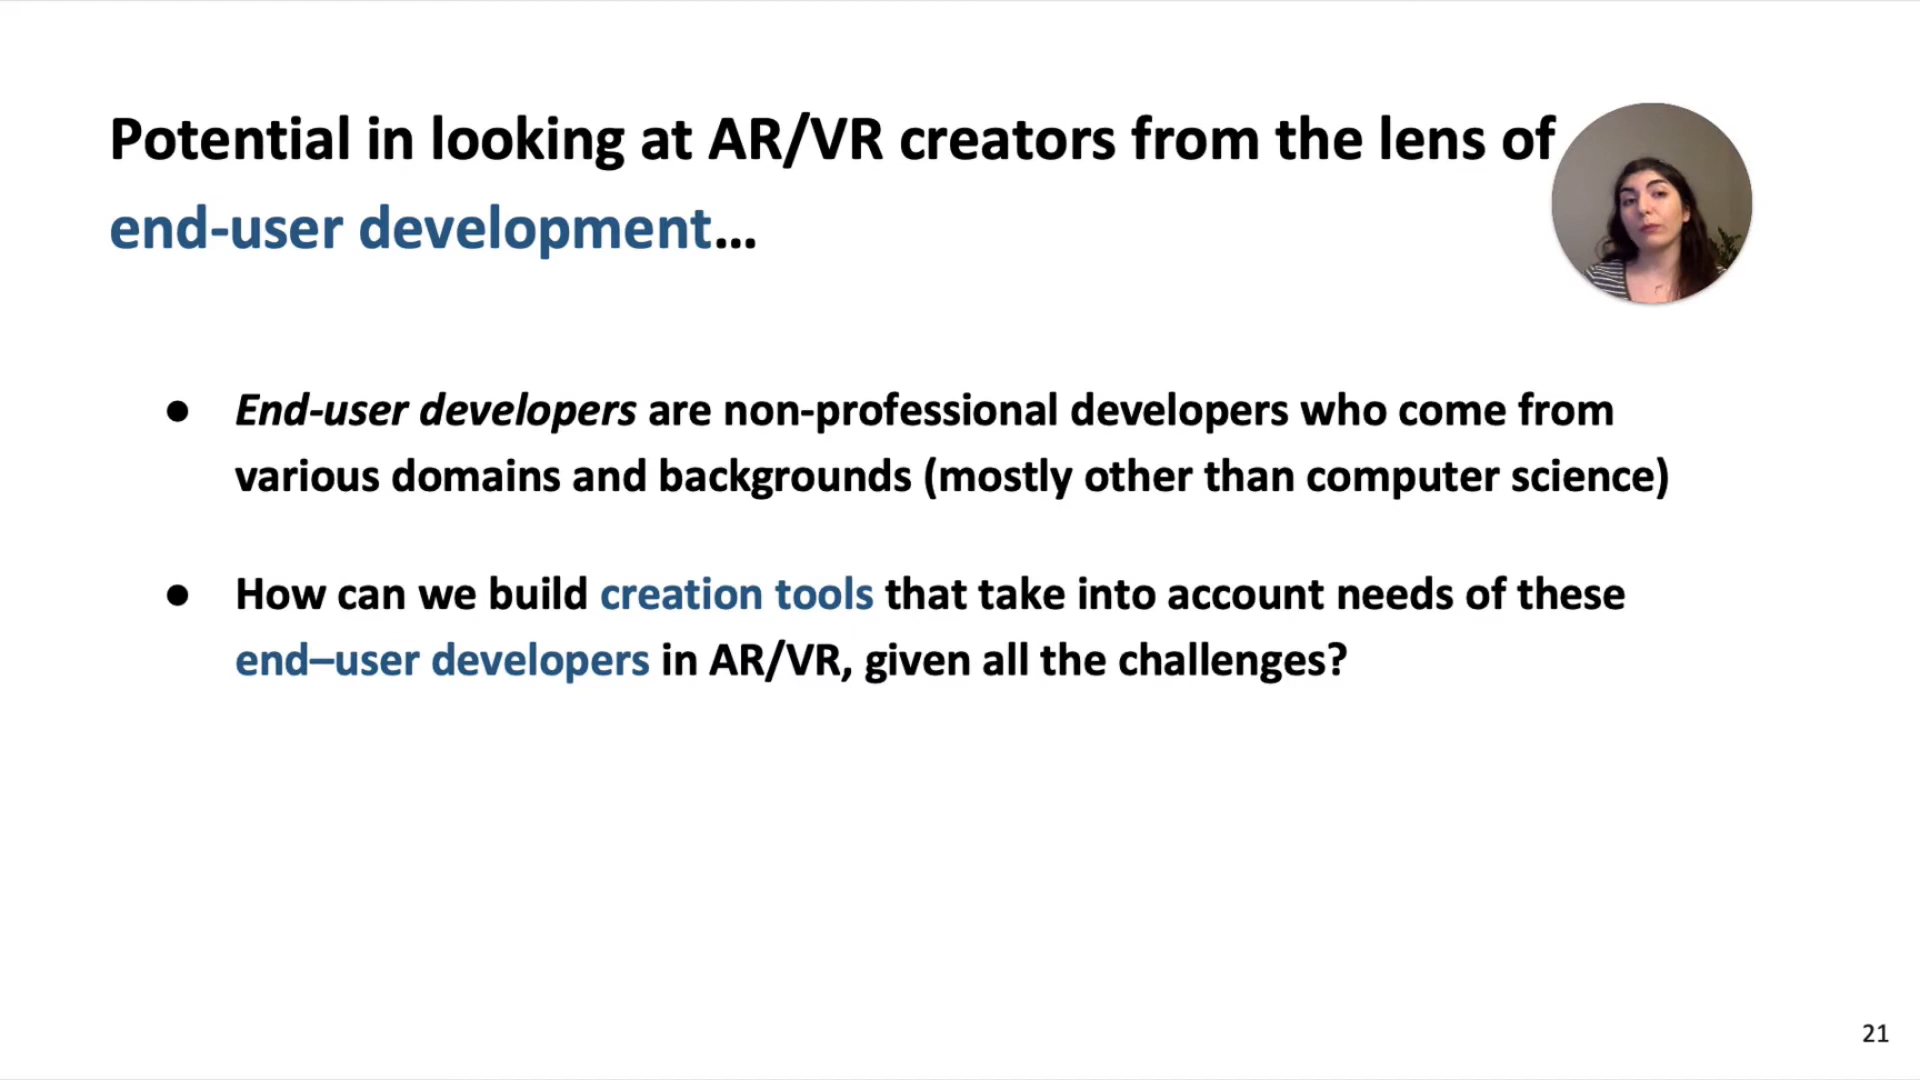 Potential in looking at AR/VR creators from the lens of
end-user development...
● End-user developers are non-professional developers who come from
various domains and backgrounds (mostly other than computer science)
● How can we build creation tools that take into account needs of these
end–user developers in AR/VR, given all the challenges?
21